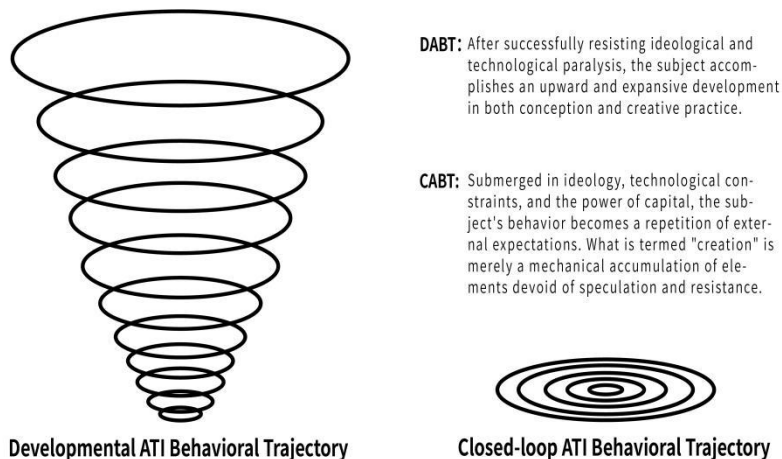 DABT: After successfully resisting ideological and
technological paralysis, the subject accom-
plishes an upward and expansive development
in both conception and creative practice.
CABT: Submerged in ideology, technological con-
straints, and the power of capital, the sub-
ject's behavior becomes a repetition of exter-
nal expectations. What is termed "creation" is
merely a mechanical accumulation of ele-
ments devoid of speculation and resistance.
Developmental ATI Behavioral Trajectory
Closed-loop ATI Behavioral Trajectory